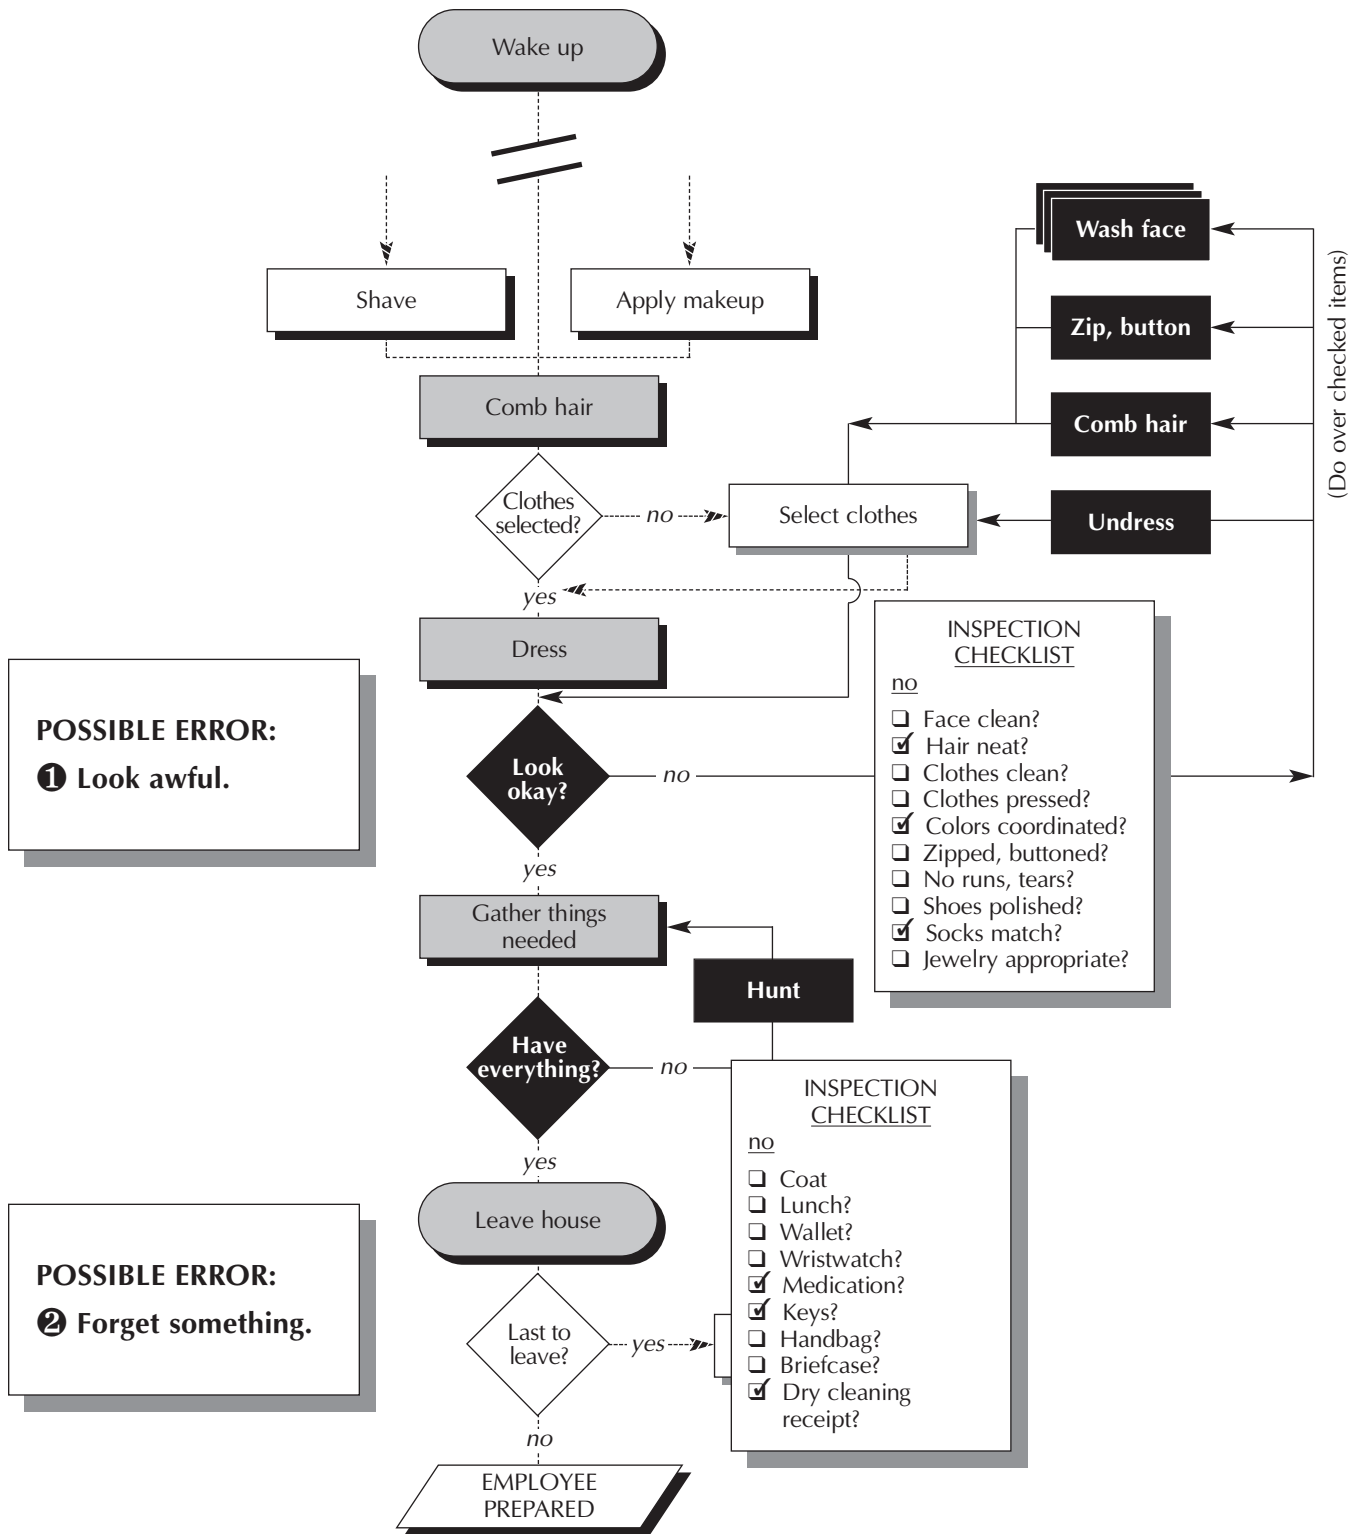 Wake up
Shave
Apply makeup
Wash face
Zip, button
Comb hair
Undress
(Do over checked items)
Comb hair
Clothes
selected?
no
Select clothes
yes
Dress
POSSIBLE ERROR:
❶ Look awful.
Look
okay?
no
yes
INSPECTION
CHECKLIST
no
❏ Face clean?
☑ Hair neat?
❏ Clothes clean?
❏ Clothes pressed?
☑ Colors coordinated?
❏ Zipped, buttoned?
❏ No runs, tears?
❏ Shoes polished?
☑ Socks match?
❏ Jewelry appropriate?
Gather things
needed
Hunt
Have
everything?
no
yes
INSPECTION
CHECKLIST
no
❏ Coat
❏ Lunch?
❏ Wallet?
❏ Wristwatch?
☑ Medication?
☑ Keys?
❏ Handbag?
❏ Briefcase?
☑ Dry cleaning
receipt?
Leave house
POSSIBLE ERROR:
❷ Forget something.
Last to
leave?
yes
no
EMPLOYEE
PREPARED